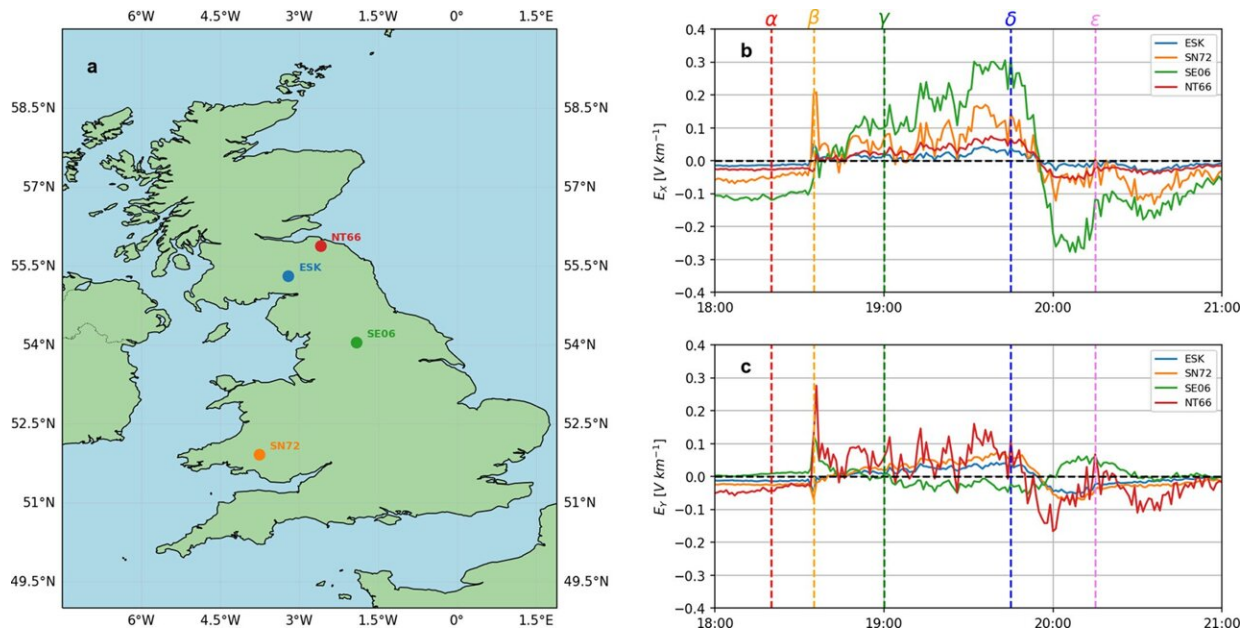 6°W 4.5°W 3°W 1.5°W 0° 1.5°E
a
58.5°N 58.5°N
57°N 57°N
55.5°N 55.5°N
54°N 54°N
52.5°N 52.5°N
51°N 51°N
49.5°N 49.5°N
NT66
ESK
SE06
SN72
6°W 4.5°W 3°W 1.5°W 0° 1.5°E
α β γ δ ε
b
ESK
SN72
SE06
NT66
E_X [V km⁻¹]
0.4
0.3
0.2
0.1
0.0
−0.1
−0.2
−0.3
−0.4
18:00 19:00 20:00 21:00
c
ESK
SN72
SE06
NT66
E_Y [V km⁻¹]
0.4
0.3
0.2
0.1
0.0
−0.1
−0.2
−0.3
−0.4
18:00 19:00 20:00 21:00